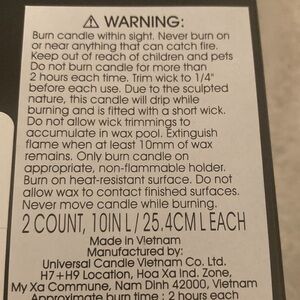 ⚠ WARNING:
Burn candle within sight. Never burn on
or near anything that can catch fire.
Keep out of reach of children and pets
Do not burn candle for more than
2 hours each time. Trim wick to 1/4"
before each use. Due to the sculpted
nature, this candle will drip while
burning and is fitted with a short wick.
Do not allow wick trimmings to
accumulate in wax pool. Extinguish
flame when at least 10mm of wax
remains. Only burn candle on
appropriate, non-flammable holder.
Burn on heat-resistant surface. Do not
allow wax to contact finished surfaces.
Never move candle while burning.
2 COUNT, 10IN L / 25.4CM L EACH
Made in Vietnam
Manufactured by:
Universal Candle Vietnam Co. Ltd.
H7+H9 Location, Hoa Xa Ind. Zone,
My Xa Commune, Nam Dinh 42000, Vietnam
Approximate burn time : 2 hours each